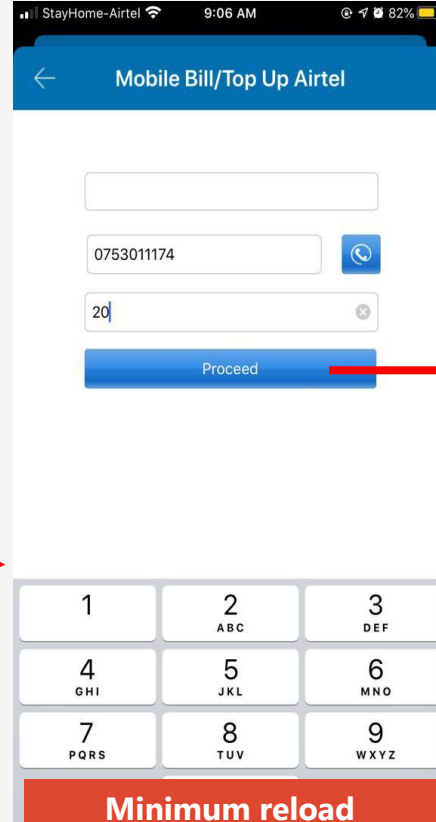 StayHome-Airtel 9:06 AM 82%
Mobile Bill/Top Up Airtel
0753011174
20
Proceed
1 2 3
ABC DEF
4 5 6
GHI JKL MNO
7 8 9
PQRS TUV WXYZ
Minimum reload